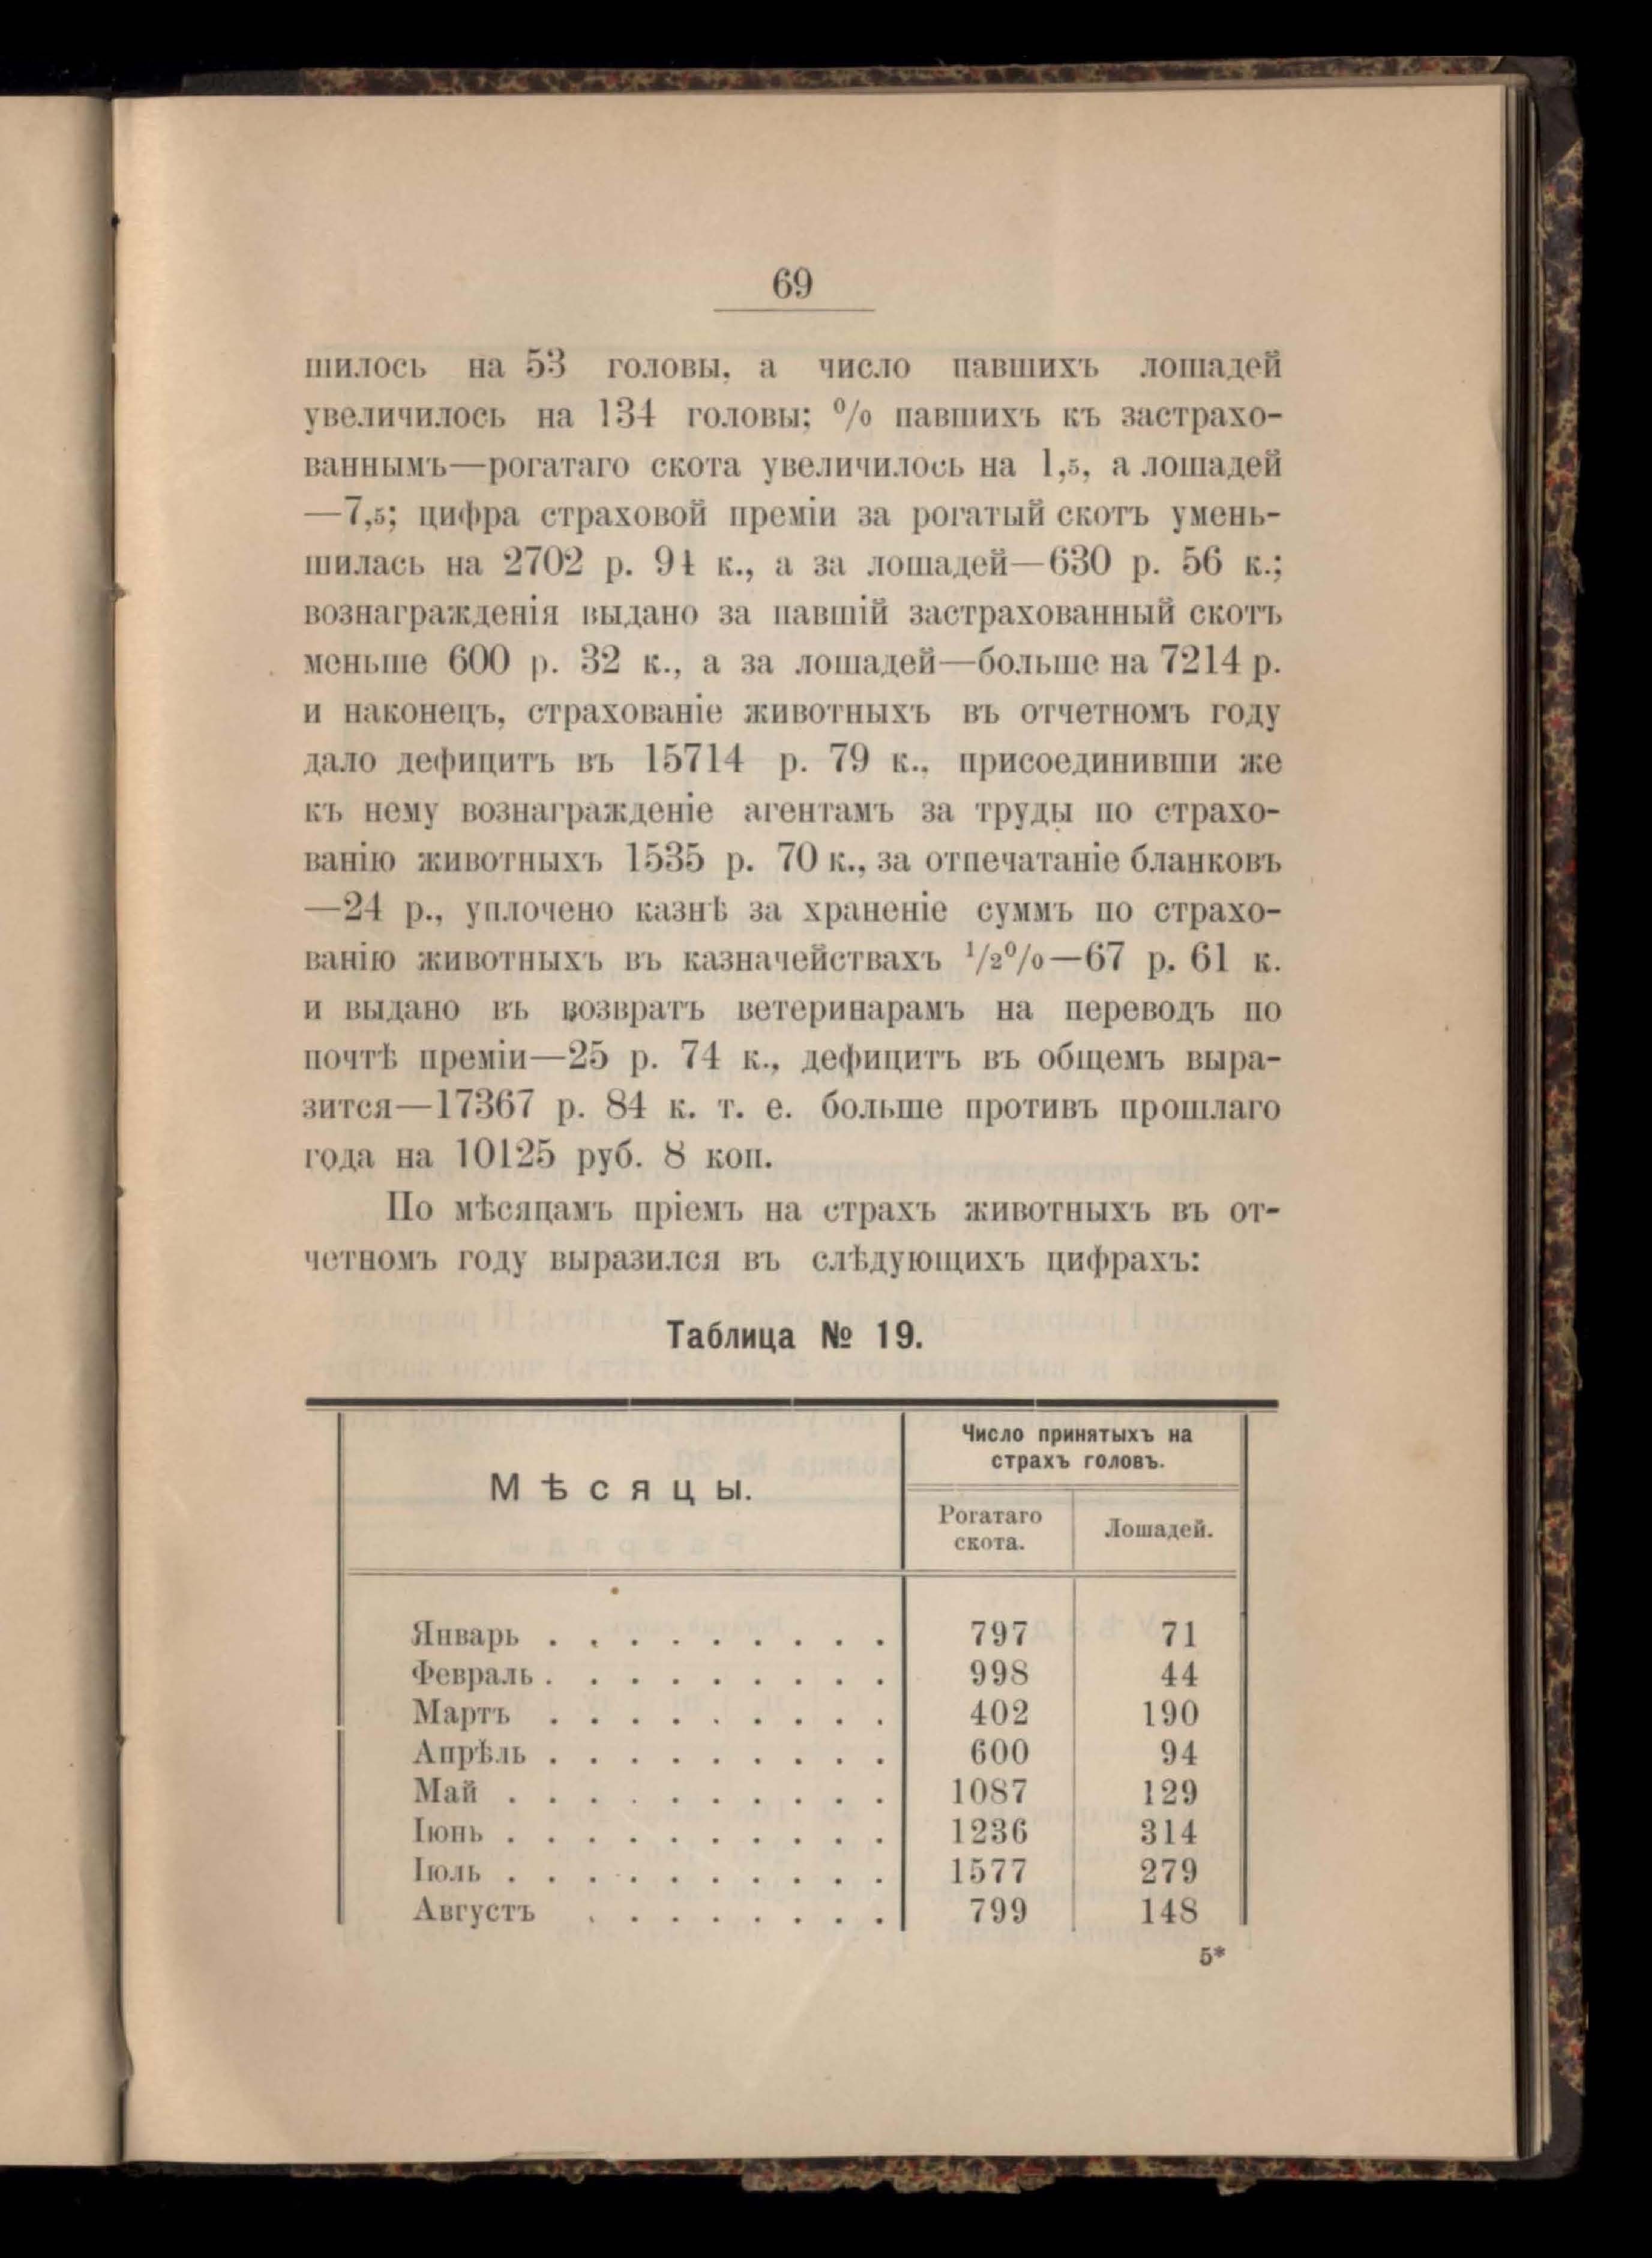 69
шилось на 53 головы, а число павшихъ лошадей
увеличилось на 134 головы; % павшихъ къ застрахо-
ваннымъ—рогатаго скота увеличилось на 1,5, а лошадей
—7,5; цифра страховой преміи за рогатый скотъ умень-
шилась на 2702 р. 94 к., а за лошадей—630 р. 56 к.;
вознагражденія выдано за павшій застрахованный скотъ
меньше 600 р. 32 к., а за лошадей—больше на 7214 р.
и наконецъ, страхованіе животныхъ въ отчетномъ году
дало дефицитъ въ 15714 р. 79 к., присоединивши же
къ нему вознагражденіе агентамъ за труды по страхо-
ванію животныхъ 1535 р. 70 к., за отпечатаніе бланковъ
—24 р., уплочено казнѣ за храненіе суммъ по страхо-
ванію животныхъ въ казначействахъ ½%—67 р. 61 к.
и выдано въ возвратъ ветеринарамъ на переводъ по
почтѣ преміи—25 р. 74 к., дефицитъ въ общемъ выра-
зится—17367 р. 84 к. т. е. больше противъ прошлаго
года на 10125 руб. 8 коп.
По мѣсяцамъ пріемъ на страхъ животныхъ въ от-
четномъ году выразился въ слѣдующихъ цифрахъ:
Таблица № 19.
Мѣсяцы.
Число принятыхъ на
страхъ головъ.
Рогатаго
скота.
Лошадей.
Январь . . . . . . . . . 797 71
Февраль . . . . . . . . . 998 44
Мартъ . . . . . . . . . 402 190
Апрѣль . . . . . . . . . 600 94
Май . . . . . . . . . . 1087 129
Іюнь . . . . . . . . . . 1236 314
Іюль . . . . . . . . . . 1577 279
Августъ . . . . . . . . 799 148
5*